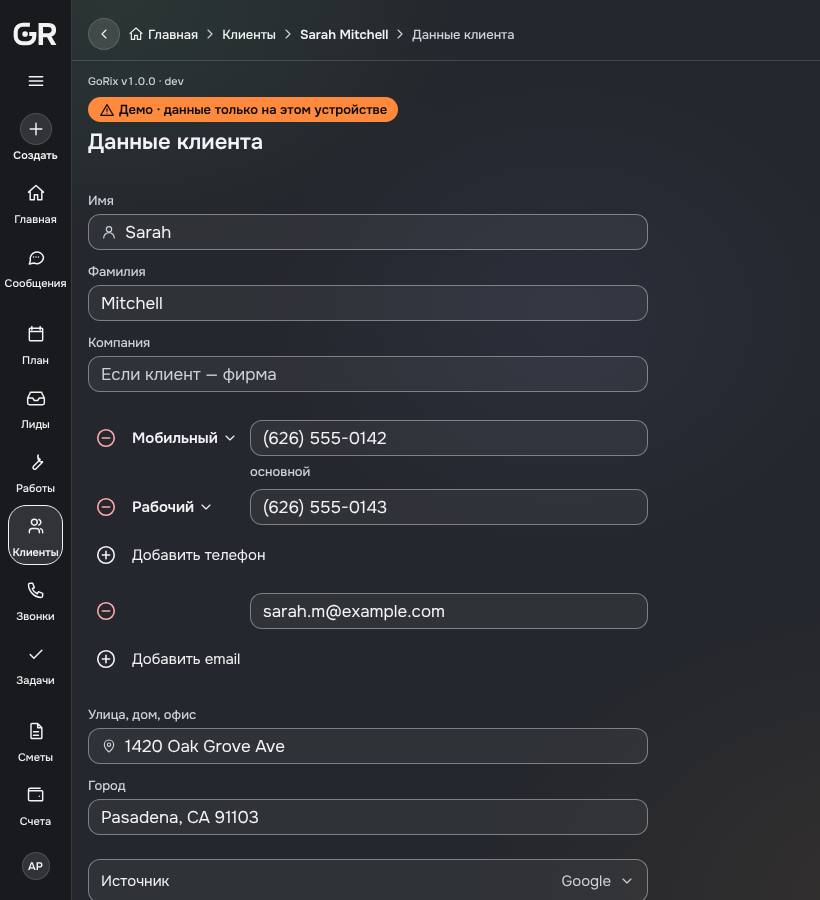 GR
Главная
Клиенты
Sarah Mitchell
Данные клиента
GoRix v1.0.0 · dev
Демо · данные только на этом устройстве
Данные клиента
Создать
Главная
Сообщения
План
Лиды
Работы
Клиенты
Звонки
Задачи
Сметы
Счета
AP
Имя
Sarah
Фамилия
Mitchell
Компания
Если клиент — фирма
Мобильный
(626) 555-0142
основной
Рабочий
(626) 555-0143
Добавить телефон
sarah.m@example.com
Добавить email
Улица, дом, офис
1420 Oak Grove Ave
Город
Pasadena, CA 91103
Источник
Google